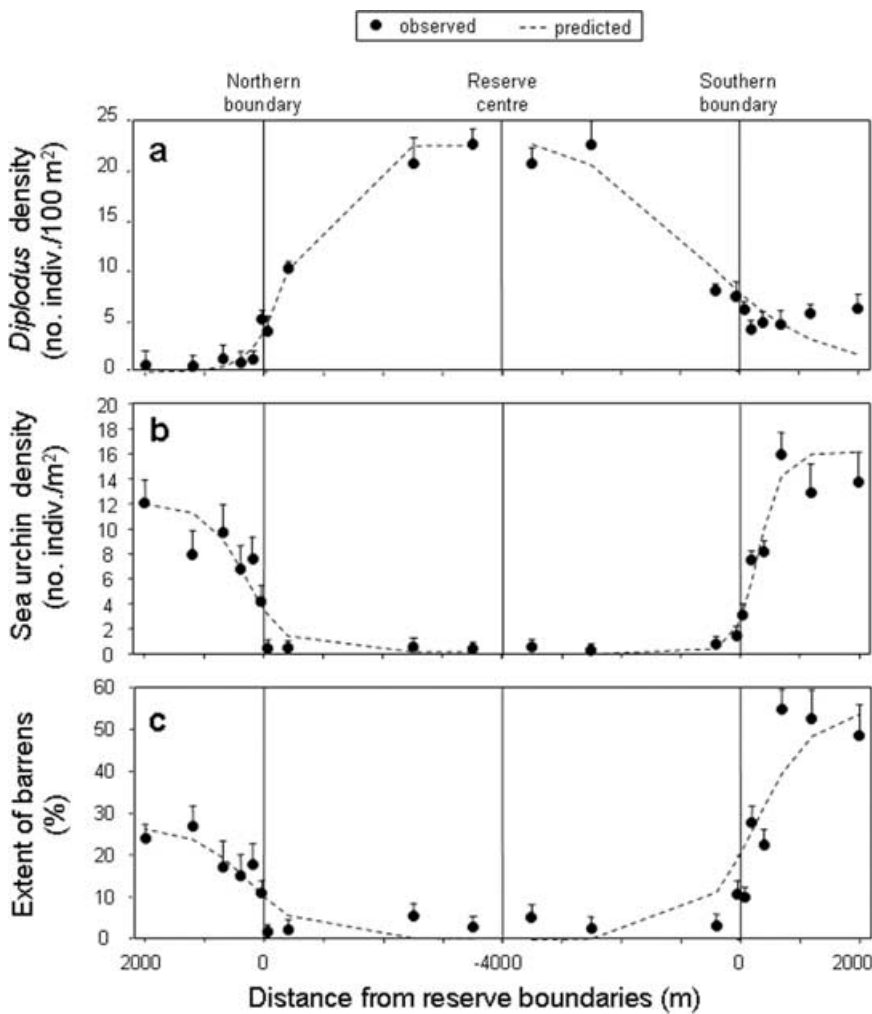 observed predicted
Northern boundary
Reserve centre
Southern boundary
a
Diplodus density
(no. indiv./100 m²)
25
20
15
10
5
0
b
Sea urchin density
(no. indiv./m²)
20
18
16
14
12
10
8
6
4
2
0
c
Extent of barrens
(%)
60
50
40
30
20
10
0
2000 0 -4000 0 2000
Distance from reserve boundaries (m)